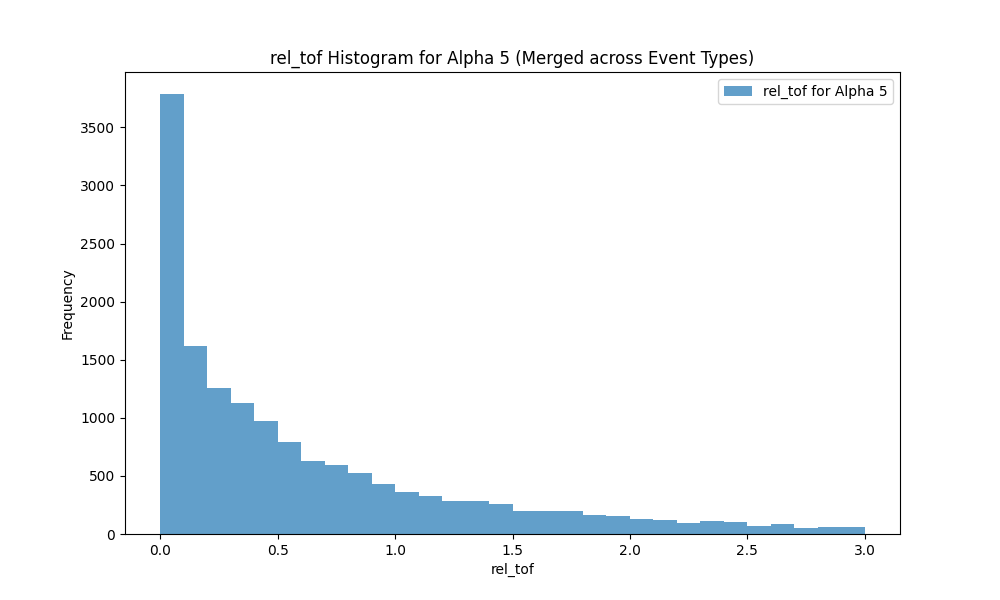 rel_tof Histogram for Alpha 5 (Merged across Event Types)
rel_tof for Alpha 5
3500
3000
2500
2000
1500
1000
500
0
Frequency
0.0 0.5 1.0 1.5 2.0 2.5 3.0
rel_tof